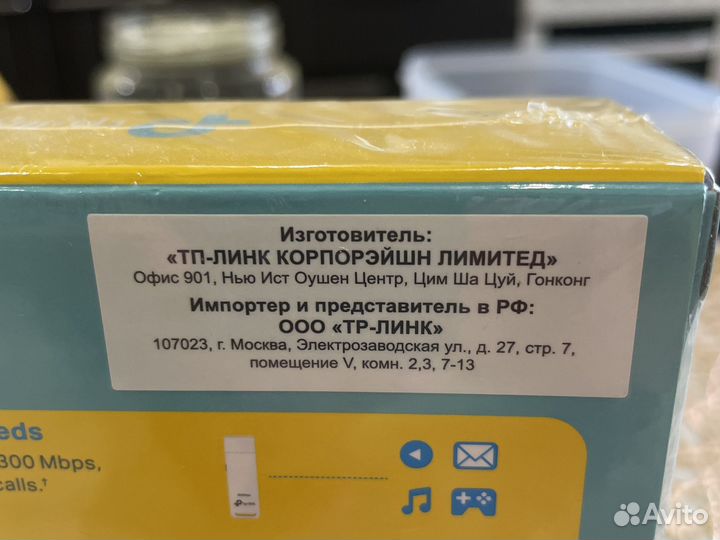 Изготовитель:
«ТП-ЛИНК КОРПОРЭЙШН ЛИМИТЕД»
Офис 901, Нью Ист Оушен Центр, Цим Ша Цуй, Гонконг
Импортер и представитель в РФ:
ООО «ТР-ЛИНК»
107023, г. Москва, Электрозаводская ул., д. 27, стр. 7,
помещение V, комн. 2,3, 7-13
eds
300 Mbps,
calls.†
Avito